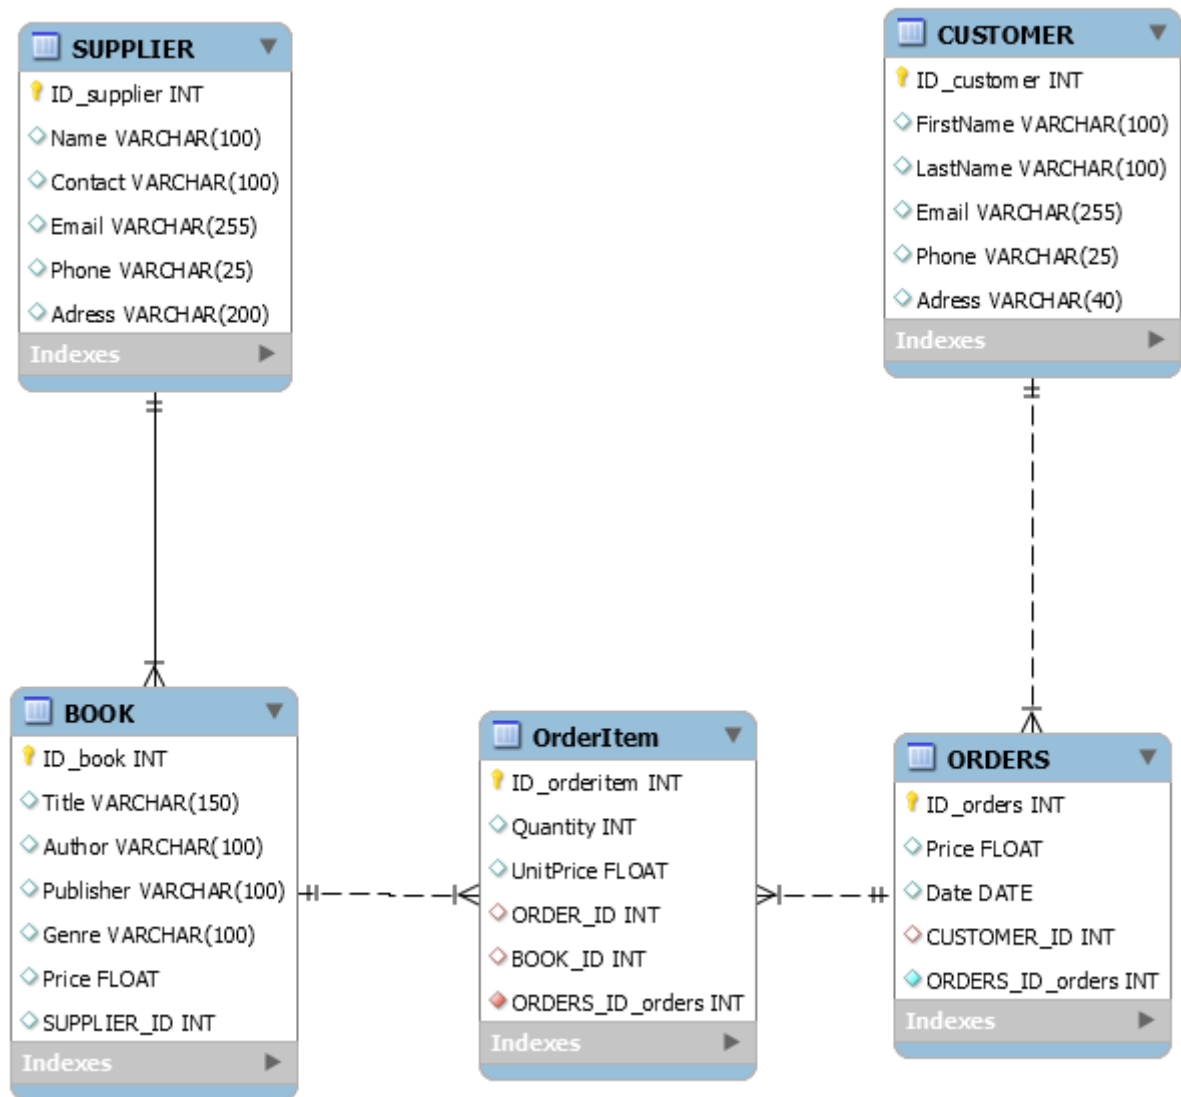 SUPPLIER
ID_supplier INT
Name VARCHAR(100)
Contact VARCHAR(100)
Email VARCHAR(255)
Phone VARCHAR(25)
Adress VARCHAR(200)
Indexes
CUSTOMER
ID_customer INT
FirstName VARCHAR(100)
LastName VARCHAR(100)
Email VARCHAR(255)
Phone VARCHAR(25)
Adress VARCHAR(40)
Indexes
BOOK
ID_book INT
Title VARCHAR(150)
Author VARCHAR(100)
Publisher VARCHAR(100)
Genre VARCHAR(100)
Price FLOAT
SUPPLIER_ID INT
Indexes
OrderItem
ID_orderitem INT
Quantity INT
UnitPrice FLOAT
ORDER_ID INT
BOOK_ID INT
ORDERS_ID_orders INT
Indexes
ORDERS
ID_orders INT
Price FLOAT
Date DATE
CUSTOMER_ID INT
ORDERS_ID_orders INT
Indexes